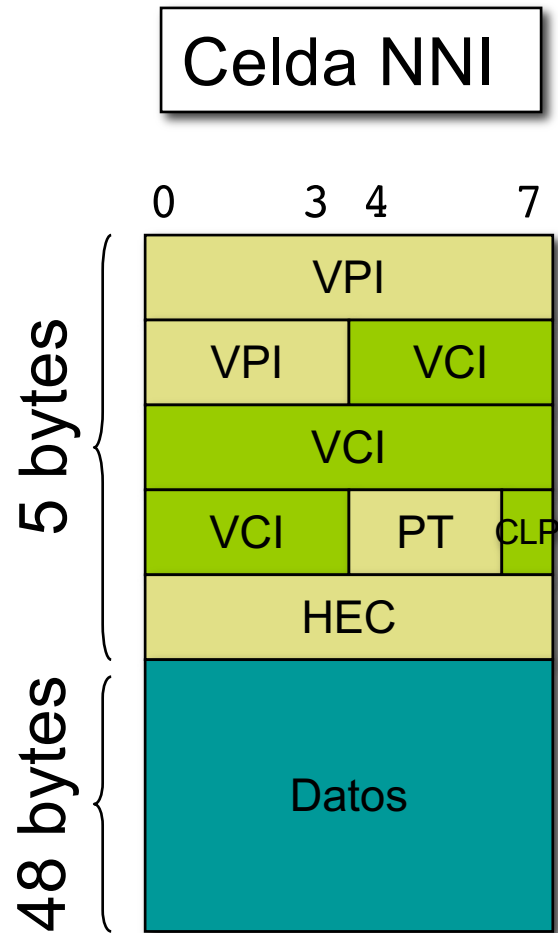 Celda NNI
0 3 4 7
VPI
VPI VCI
VCI
VCI PT CLP
HEC
5 bytes
Datos
48 bytes